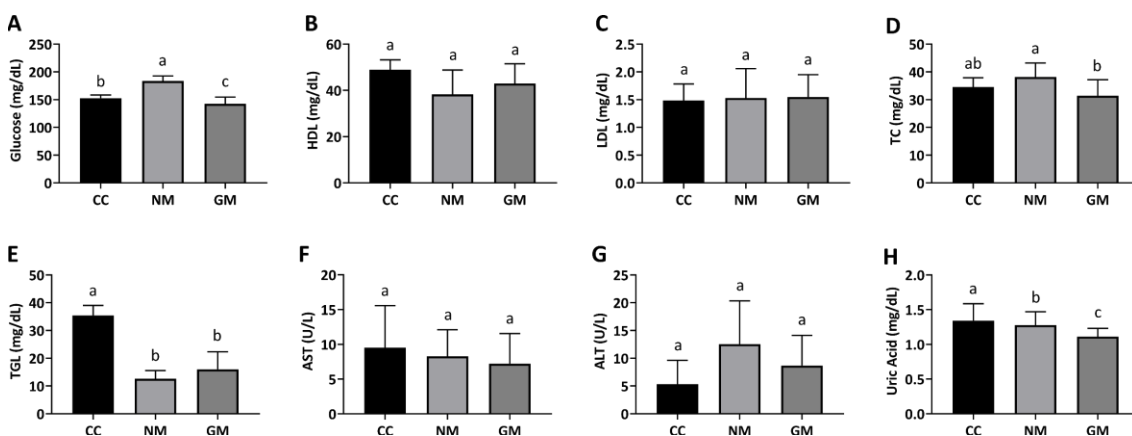 A
Glucose (mg/dL)
250
200
150
100
50
0
b
a
c
CC NM GM
B
HDL (mg/dL)
60
40
20
0
a
a
a
CC NM GM
C
LDL (mg/dL)
2.5
2.0
1.5
1.0
0.5
0.0
a
a
a
CC NM GM
D
TC (mg/dL)
50
40
30
20
10
0
ab
a
b
CC NM GM
E
TGL (mg/dL)
50
40
30
20
10
0
a
b
b
CC NM GM
F
AST (U/L)
20
15
10
5
0
a
a
a
CC NM GM
G
ALT (U/L)
25
20
15
10
5
0
a
a
a
CC NM GM
H
Uric Acid (mg/dL)
2.0
1.5
1.0
0.5
0.0
a
b
c
CC NM GM